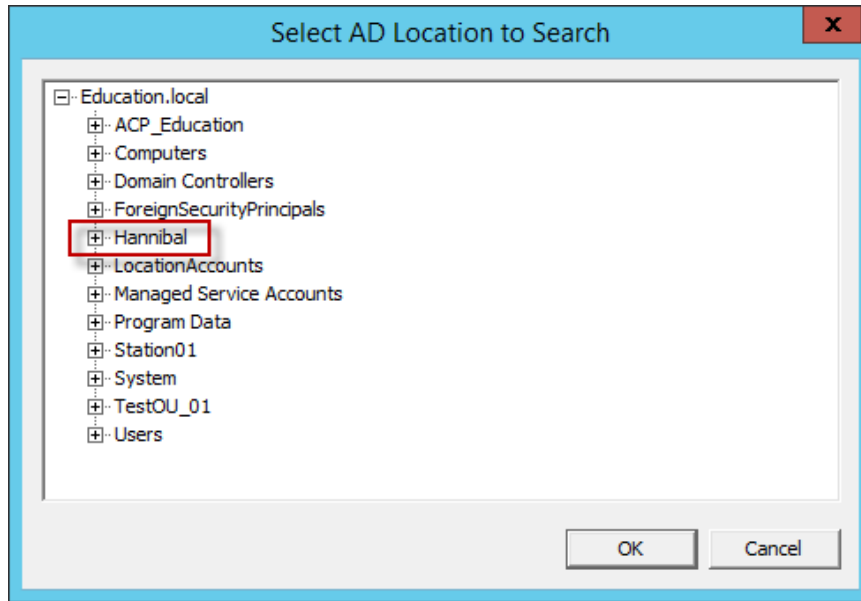 Select AD Location to Search
x
Education.local
ACP_Education
Computers
Domain Controllers
ForeignSecurityPrincipals
Hannibal
LocationAccounts
Managed Service Accounts
Program Data
Station01
System
TestOU_01
Users
OK Cancel